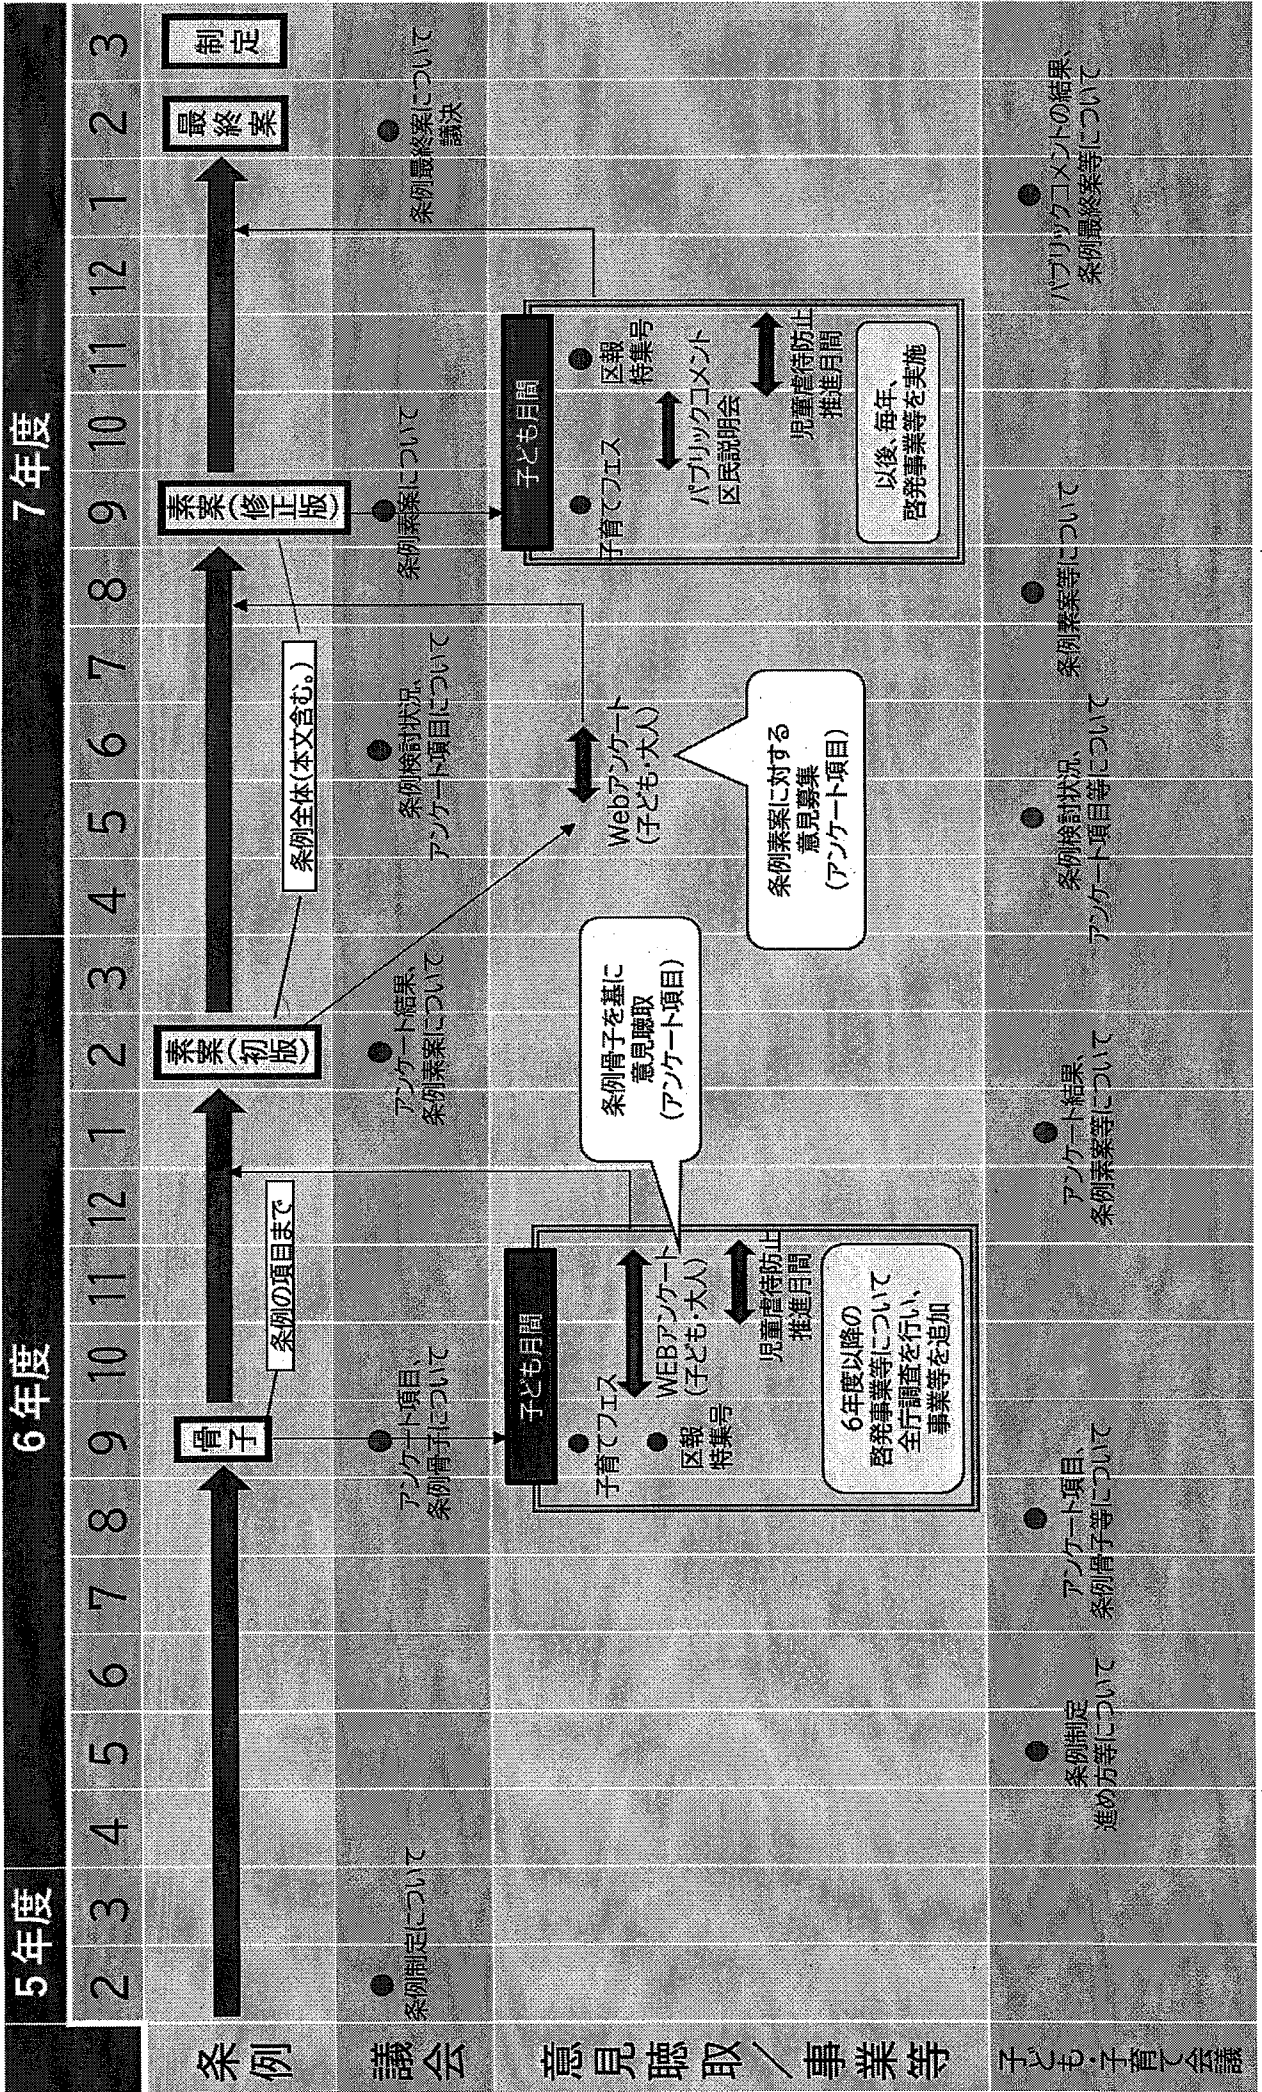 5年度
6年度
7年度
2 3 4 5 6 7 8 9 10 11 12 1 2 3 4 5 6 7 8 9 10 11 12 1 2 3
条例
骨子
条例の項目まで
素案(初版)
条例全体(本文含む。)
素案(修正版)
最終案
制定
議会
条例制定について
アンケート項目、
条例骨子について
アンケート結果、
条例素案について
条例検討状況、
アンケート項目について
条例素案について
条例最終案について
議決
意見聴取/事業等
子ども月間
子育てフェス
区報
特集号
WEBアンケート
(子ども・大人)
児童虐待防止
推進月間
6年度以降の
啓発事業等について
全庁調査を行い、
事業等を追加
条例骨子を基に
意見聴取
(アンケート項目)
Webアンケート
(子ども・大人)
条例素案に対する
意見募集
(アンケート項目)
子ども月間
子育てフェス
区報
特集号
パブリックコメント
区民説明会
児童虐待防止
推進月間
以後、毎年、
啓発事業等を実施
子ども・子育て会議
条例制定
進め方等について
アンケート項目、
条例骨子等について
アンケート結果、
条例素案等について
条例検討状況、
アンケート項目等について
条例素案等について
パブリックコメントの結果、
条例最終案等について